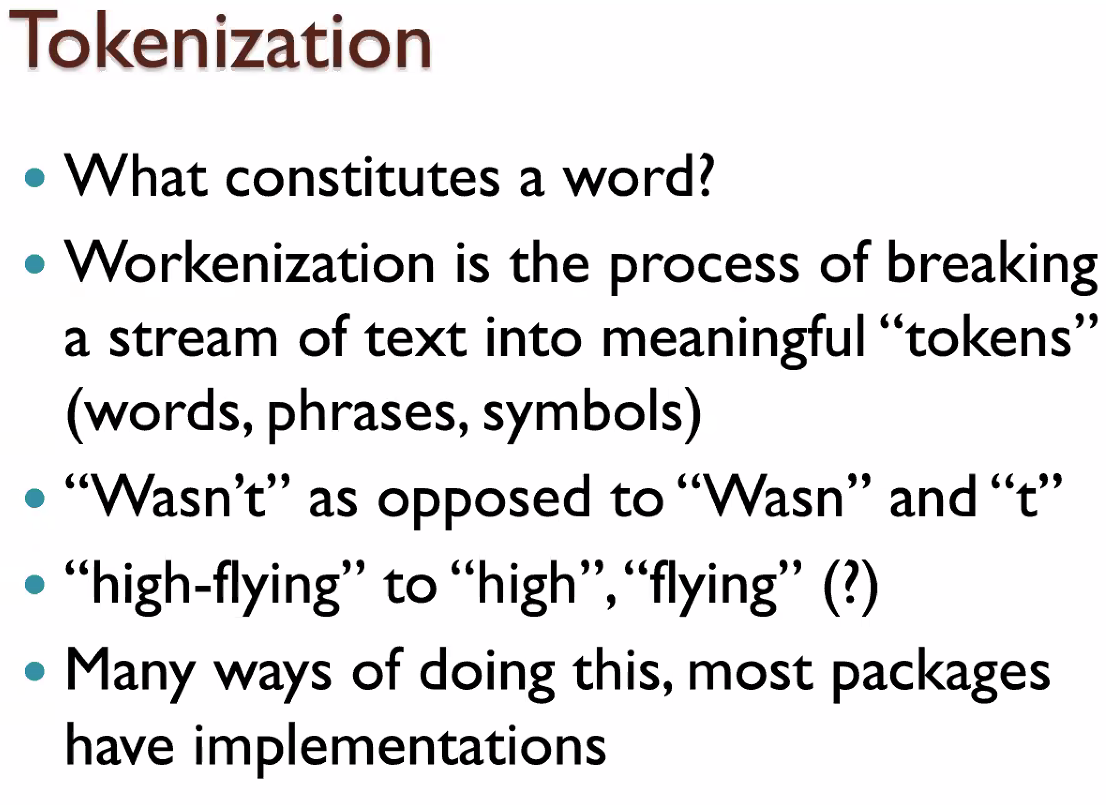 Tokenization
• What constitutes a word?
• Workenization is the process of breaking
a stream of text into meaningful “tokens”
(words, phrases, symbols)
• “Wasn’t” as opposed to “Wasn” and “t”
• “high-flying” to “high”, “flying” (?)
• Many ways of doing this, most packages
have implementations